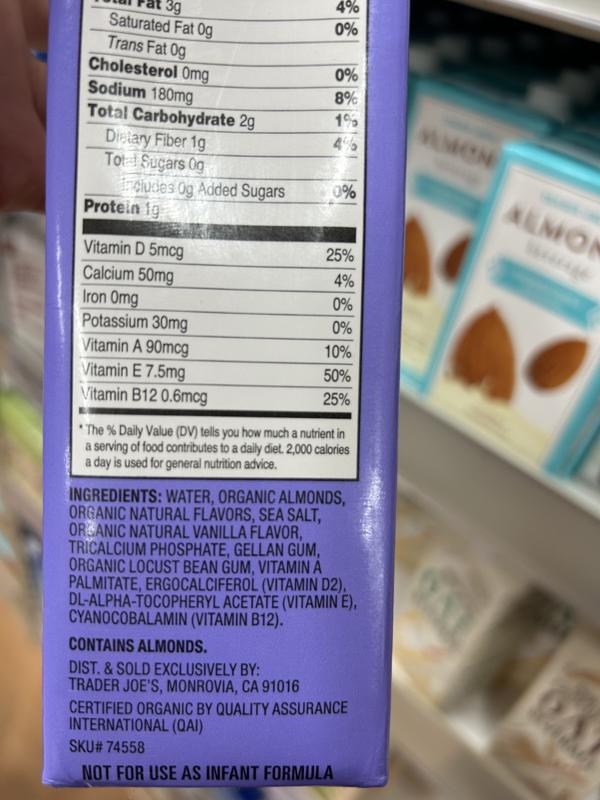 Total Fat 3g 4%
Saturated Fat 0g 0%
Trans Fat 0g
Cholesterol 0mg 0%
Sodium 180mg 8%
Total Carbohydrate 2g 1%
Dietary Fiber 1g 4%
Total Sugars 0g
Includes 0g Added Sugars 0%
Protein 1g
Vitamin D 5mcg 25%
Calcium 50mg 4%
Iron 0mg 0%
Potassium 30mg 0%
Vitamin A 90mcg 10%
Vitamin E 7.5mg 50%
Vitamin B12 0.6mcg 25%
* The % Daily Value (DV) tells you how much a nutrient in
a serving of food contributes to a daily diet. 2,000 calories
a day is used for general nutrition advice.
INGREDIENTS: WATER, ORGANIC ALMONDS,
ORGANIC NATURAL FLAVORS, SEA SALT,
ORGANIC NATURAL VANILLA FLAVOR,
TRICALCIUM PHOSPHATE, GELLAN GUM,
ORGANIC LOCUST BEAN GUM, VITAMIN A
PALMITATE, ERGOCALCIFEROL (VITAMIN D2),
DL-ALPHA-TOCOPHERYL ACETATE (VITAMIN E),
CYANOCOBALAMIN (VITAMIN B12).
CONTAINS ALMONDS.
DIST. & SOLD EXCLUSIVELY BY:
TRADER JOE'S, MONROVIA, CA 91016
CERTIFIED ORGANIC BY QUALITY ASSURANCE
INTERNATIONAL (QAI)
SKU# 74558
NOT FOR USE AS INFANT FORMULA